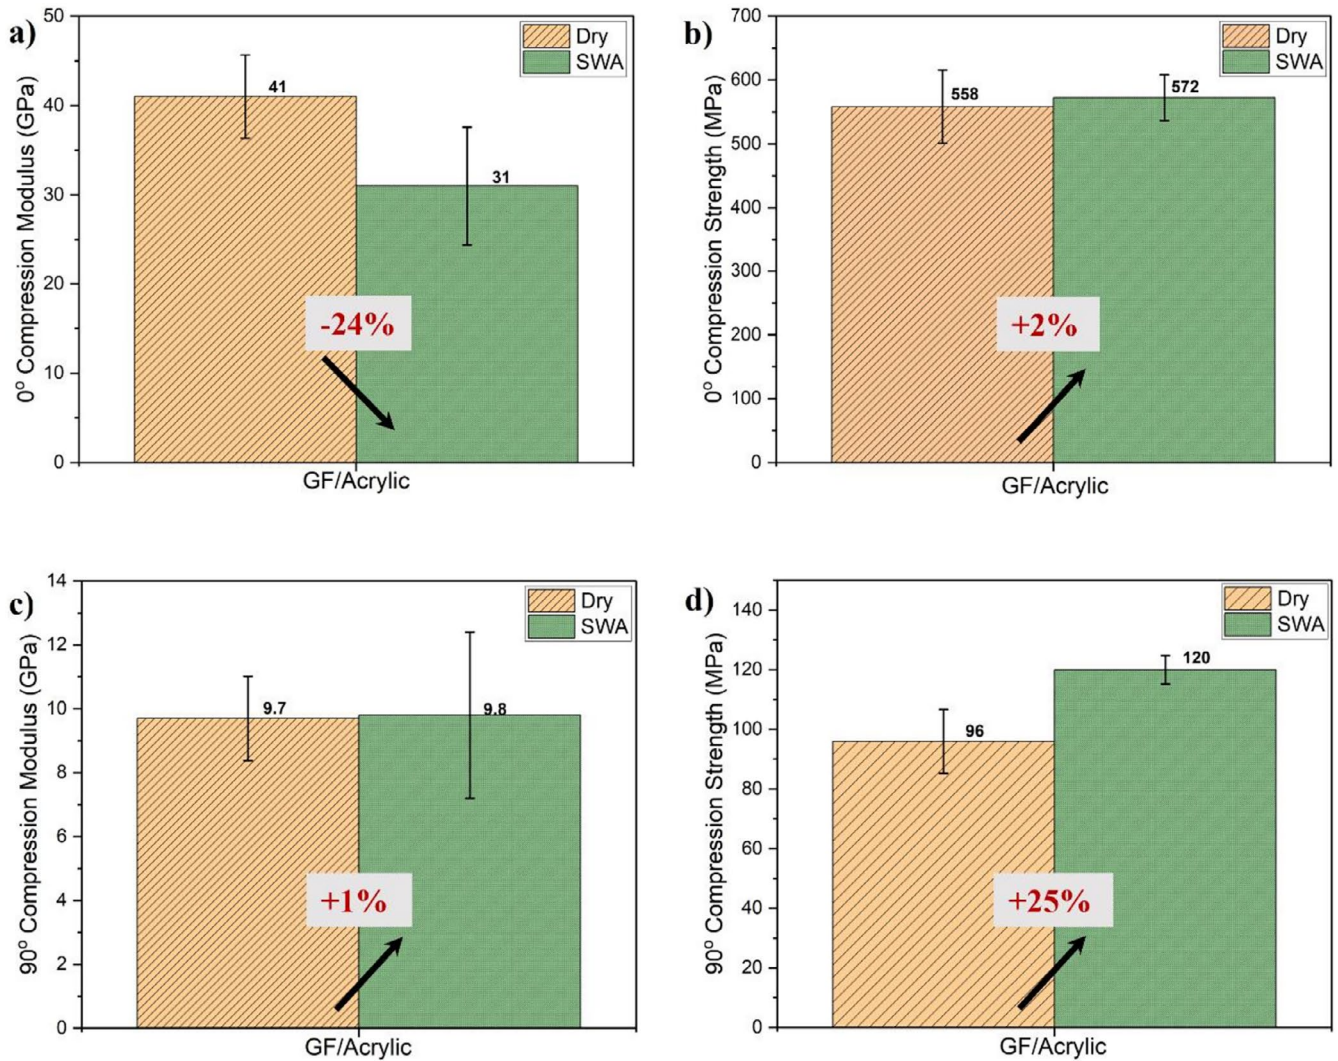 a)
0° Compression Modulus (GPa)
50
40
30
20
10
0
Dry
SWA
41
31
-24%
GF/Acrylic
b)
0° Compression Strength (MPa)
700
600
500
400
300
200
100
0
Dry
SWA
558
572
+2%
GF/Acrylic
c)
90° Compression Modulus (GPa)
14
12
10
8
6
4
2
0
Dry
SWA
9.7
9.8
+1%
GF/Acrylic
d)
90° Compression Strength (MPa)
140
120
100
80
60
40
20
0
Dry
SWA
96
120
+25%
GF/Acrylic